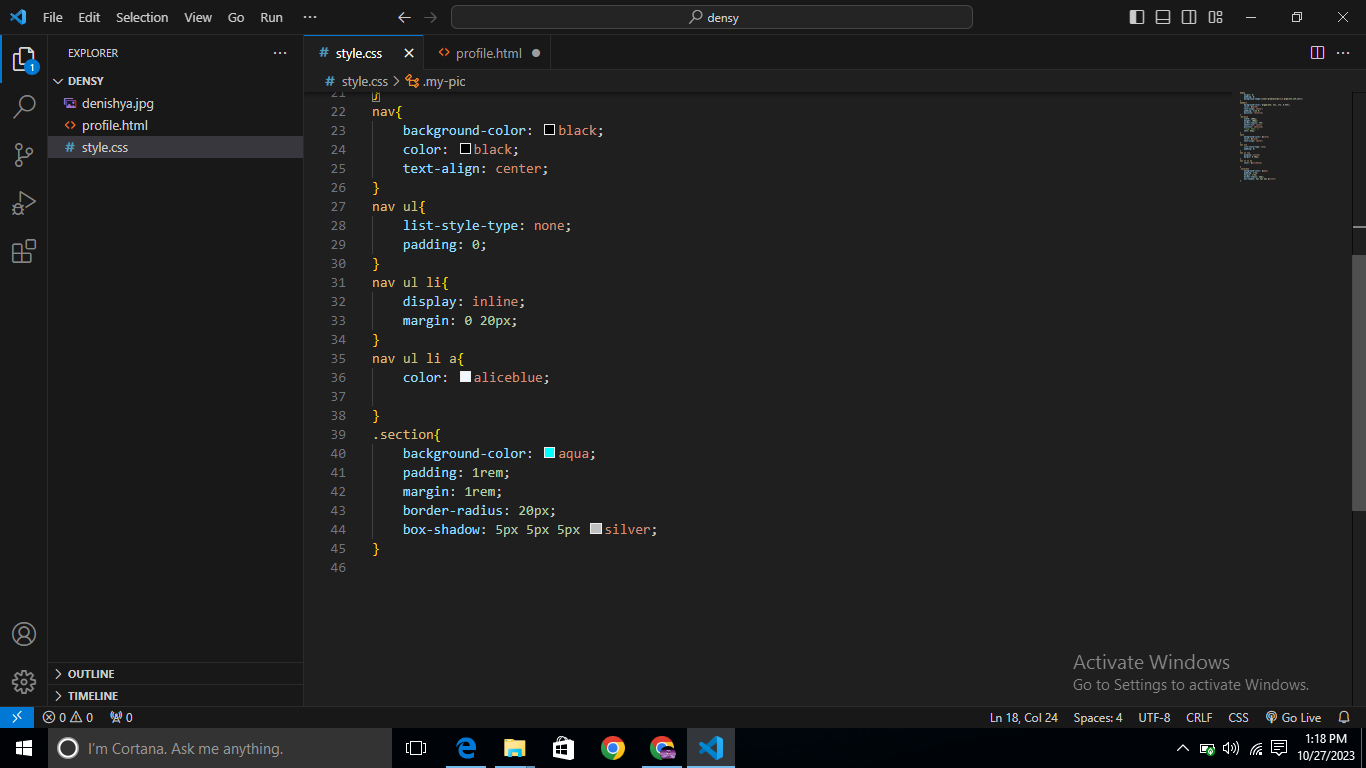 File Edit Selection View Go Run ···
densy
EXPLORER ···
style.css
profile.html
DENSY
style.css > .my-pic
denishya.jpg
profile.html
style.css
1
21 }
22 nav{
23 background-color: black;
24 color: black;
25 text-align: center;
26 }
27 nav ul{
28 list-style-type: none;
29 padding: 0;
30 }
31 nav ul li{
32 display: inline;
33 margin: 0 20px;
34 }
35 nav ul li a{
36 color: aliceblue;
37
38 }
39 .section{
40 background-color: aqua;
41 padding: 1rem;
42 margin: 1rem;
43 border-radius: 20px;
44 box-shadow: 5px 5px 5px silver;
45 }
46
Activate Windows
Go to Settings to activate Windows.
OUTLINE
TIMELINE
0 0 0
Ln 18, Col 24 Spaces: 4 UTF-8 CRLF CSS Go Live
I'm Cortana. Ask me anything.
1:18 PM
10/27/2023